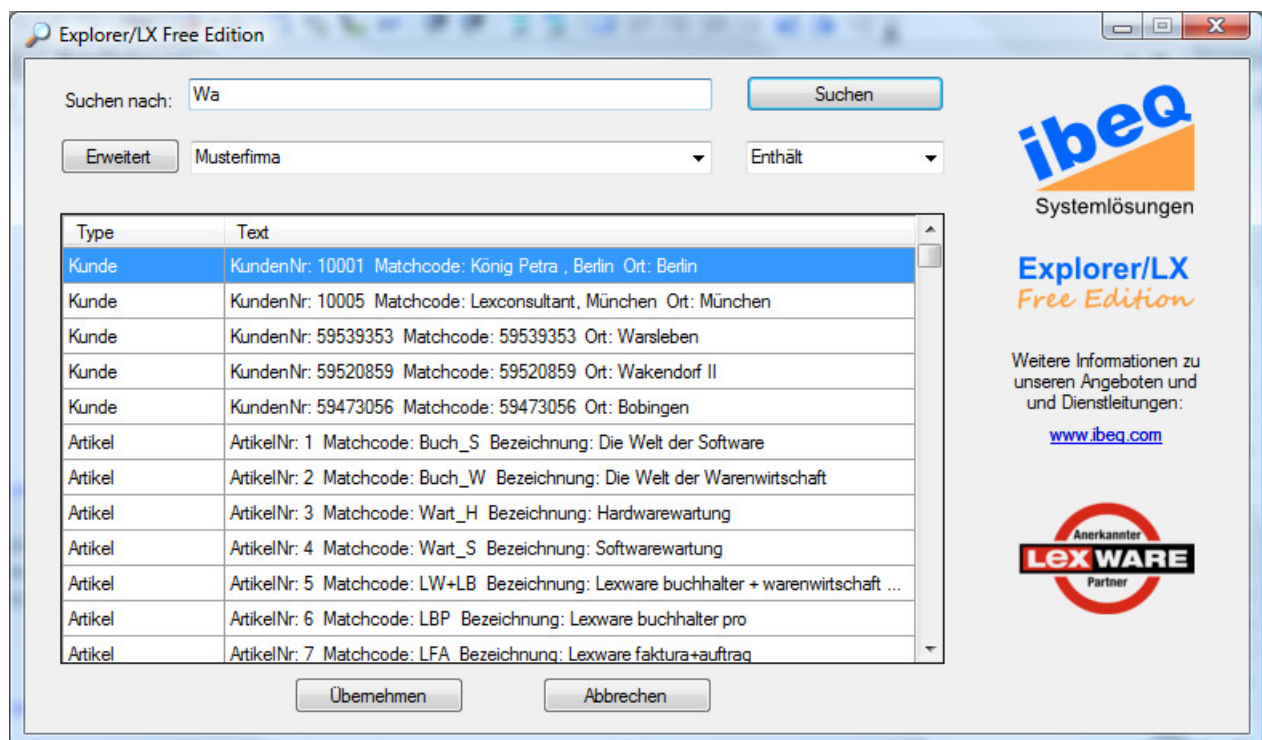 Explorer/LX Free Edition
Suchen nach: Wa Suchen
Erweitert Musterfirma Enthält
Type Text
Kunde KundenNr: 10001 Matchcode: König Petra , Berlin Ort: Berlin
Kunde KundenNr: 10005 Matchcode: Lexconsultant, München Ort: München
Kunde KundenNr: 59539353 Matchcode: 59539353 Ort: Warsleben
Kunde KundenNr: 59520859 Matchcode: 59520859 Ort: Wakendorf II
Kunde KundenNr: 59473056 Matchcode: 59473056 Ort: Bobingen
Artikel ArtikelNr: 1 Matchcode: Buch_S Bezeichnung: Die Welt der Software
Artikel ArtikelNr: 2 Matchcode: Buch_W Bezeichnung: Die Welt der Warenwirtschaft
Artikel ArtikelNr: 3 Matchcode: Wart_H Bezeichnung: Hardwarewartung
Artikel ArtikelNr: 4 Matchcode: Wart_S Bezeichnung: Softwarewartung
Artikel ArtikelNr: 5 Matchcode: LW+LB Bezeichnung: Lexware buchhalter + warenwirtschaft ...
Artikel ArtikelNr: 6 Matchcode: LBP Bezeichnung: Lexware buchhalter pro
Artikel ArtikelNr: 7 Matchcode: LFA Bezeichnung: Lexware faktura+auftrag
Übernehmen Abbrechen
ibeq
Systemlösungen
Explorer/LX
Free Edition
Weitere Informationen zu
unseren Angeboten und
und Dienstleitungen:
www.ibeq.com
Anerkannter
LEXWARE
Partner